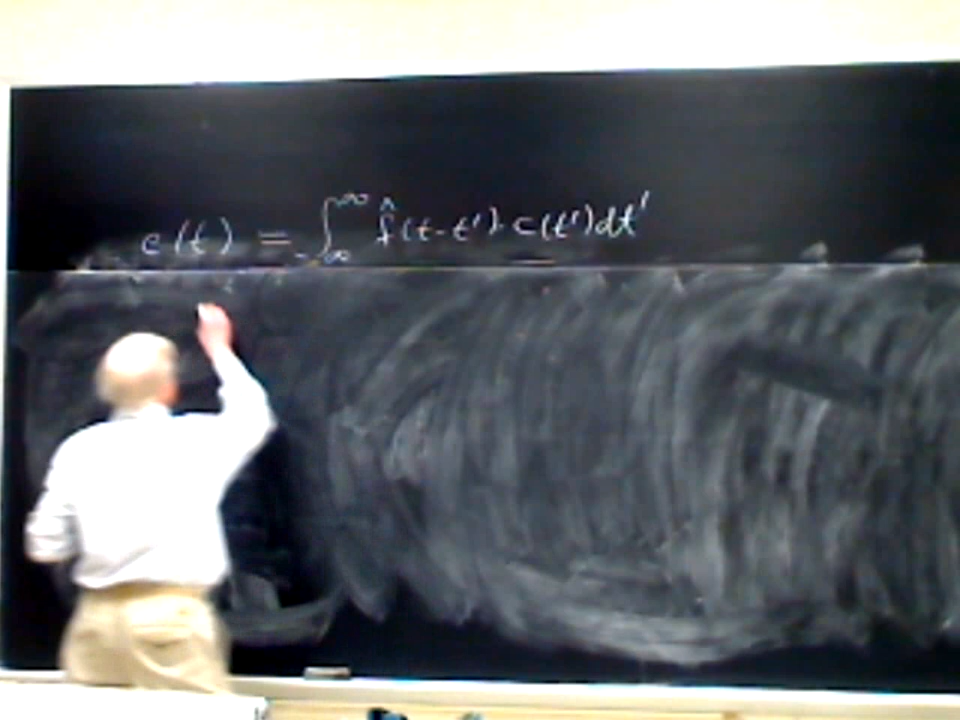 e(t) = ∫_{-∞}^{∞} f̂(t-t')·c(t')dt'